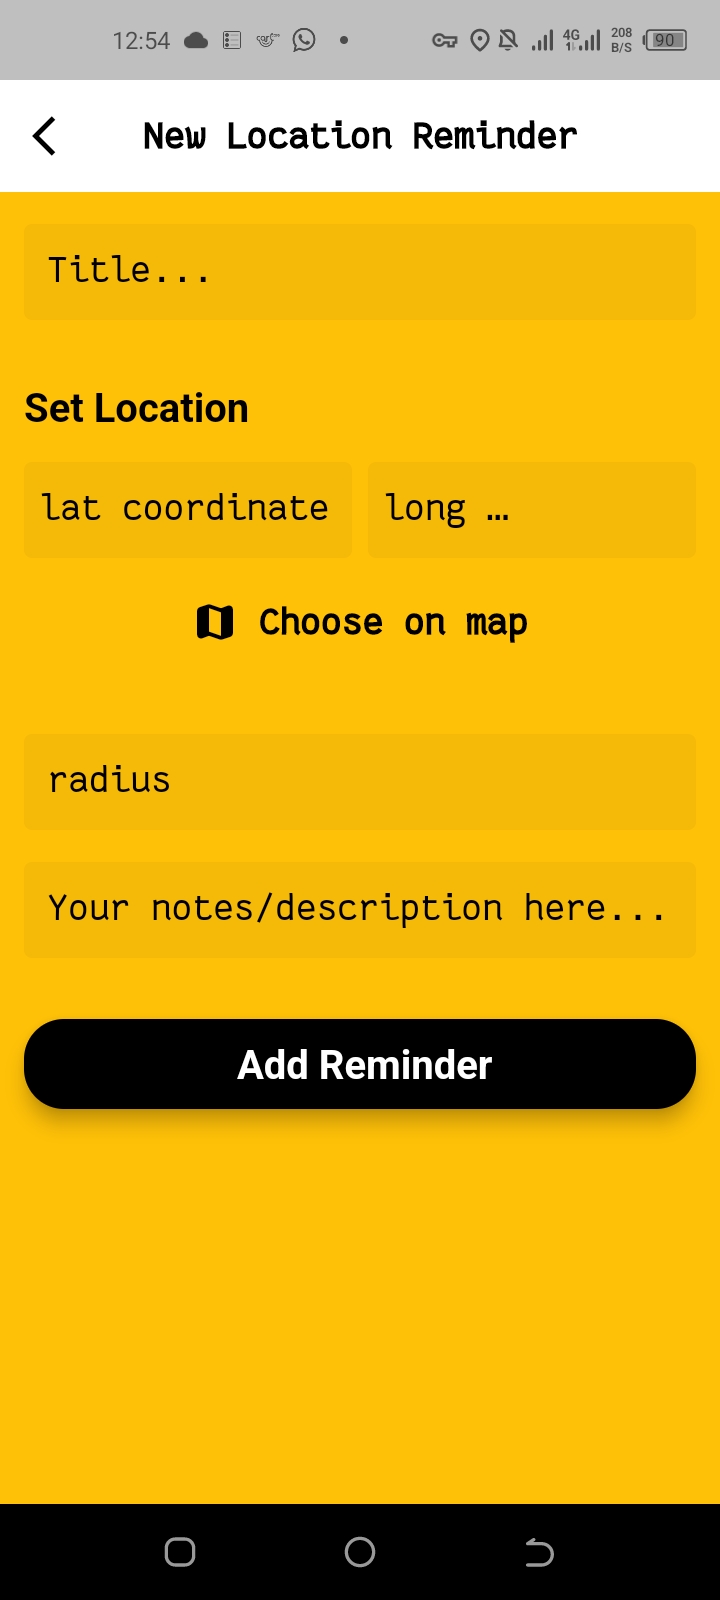 12:54 4G 208 B/S 90
New Location Reminder
Title...
Set Location
lat coordinate long …
Choose on map
radius
Your notes/description here...
Add Reminder